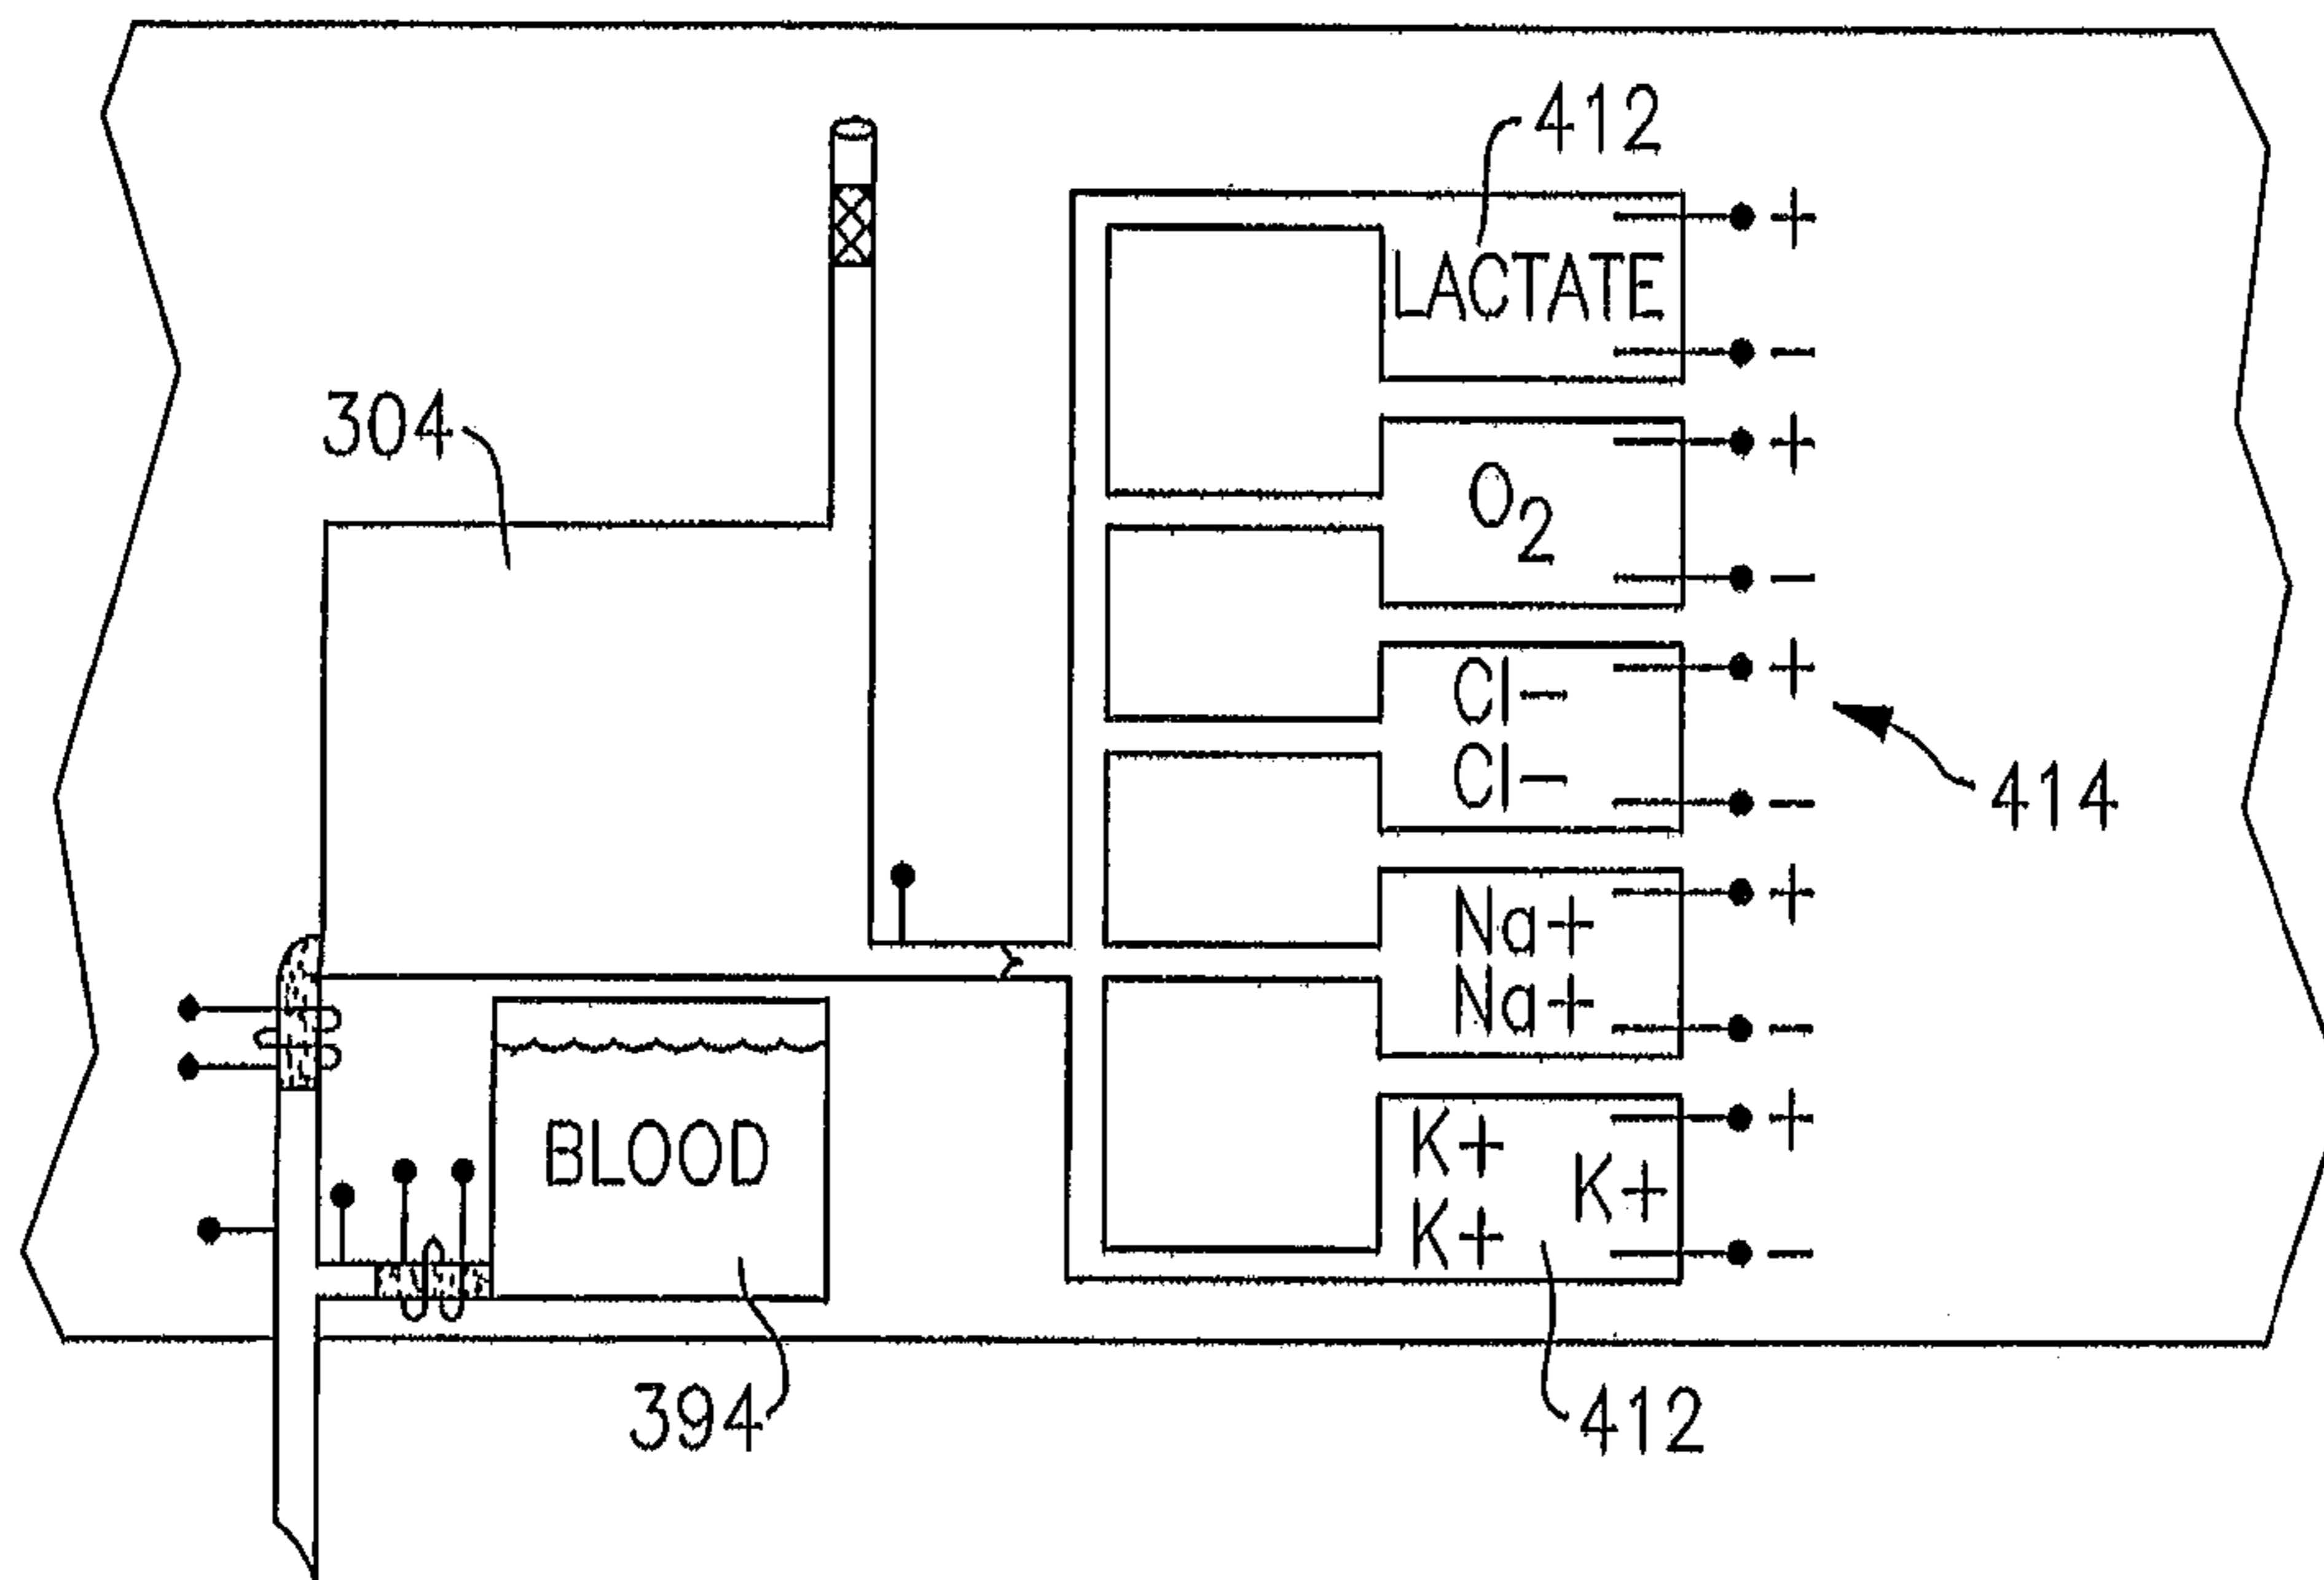 412
+
LACTATE
-
304
+
O2
-
+
Cl-
Cl-
-
414
+
Na+
Na+
-
BLOOD
+
K+
K+
K+
-
394
412